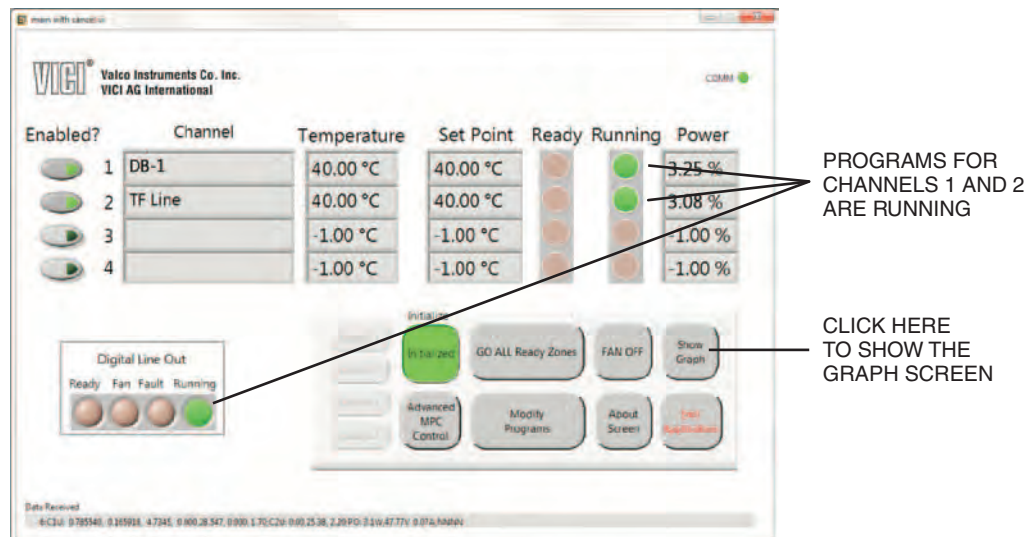 VICI®
Valco Instruments Co. Inc.
VICI AG International
COMM
Enabled? Channel Temperature Set Point Ready Running Power
1 DB-1 40.00 °C 40.00 °C 3.25 %
2 TF Line 40.00 °C 40.00 °C 3.08 %
3 -1.00 °C -1.00 °C -1.00 %
4 -1.00 °C -1.00 °C -1.00 %
PROGRAMS FOR
CHANNELS 1 AND 2
ARE RUNNING
Initialize
Initialized
GO ALL Ready Zones
FAN OFF
Show
Graph
CLICK HERE
TO SHOW THE
GRAPH SCREEN
Digital Line Out
Ready Fan Fault Running
Advanced
MPC
Control
Modify
Programs
About
Screen
Data Received